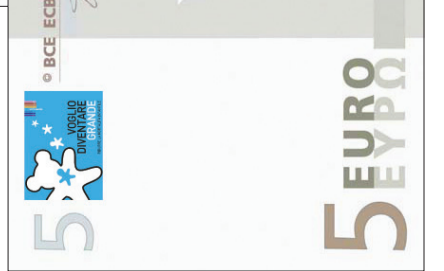 © BCE ECB
VOGLIO
DIVENTARE
GRANDE
5
5
EURO
ΕΥΡΩ